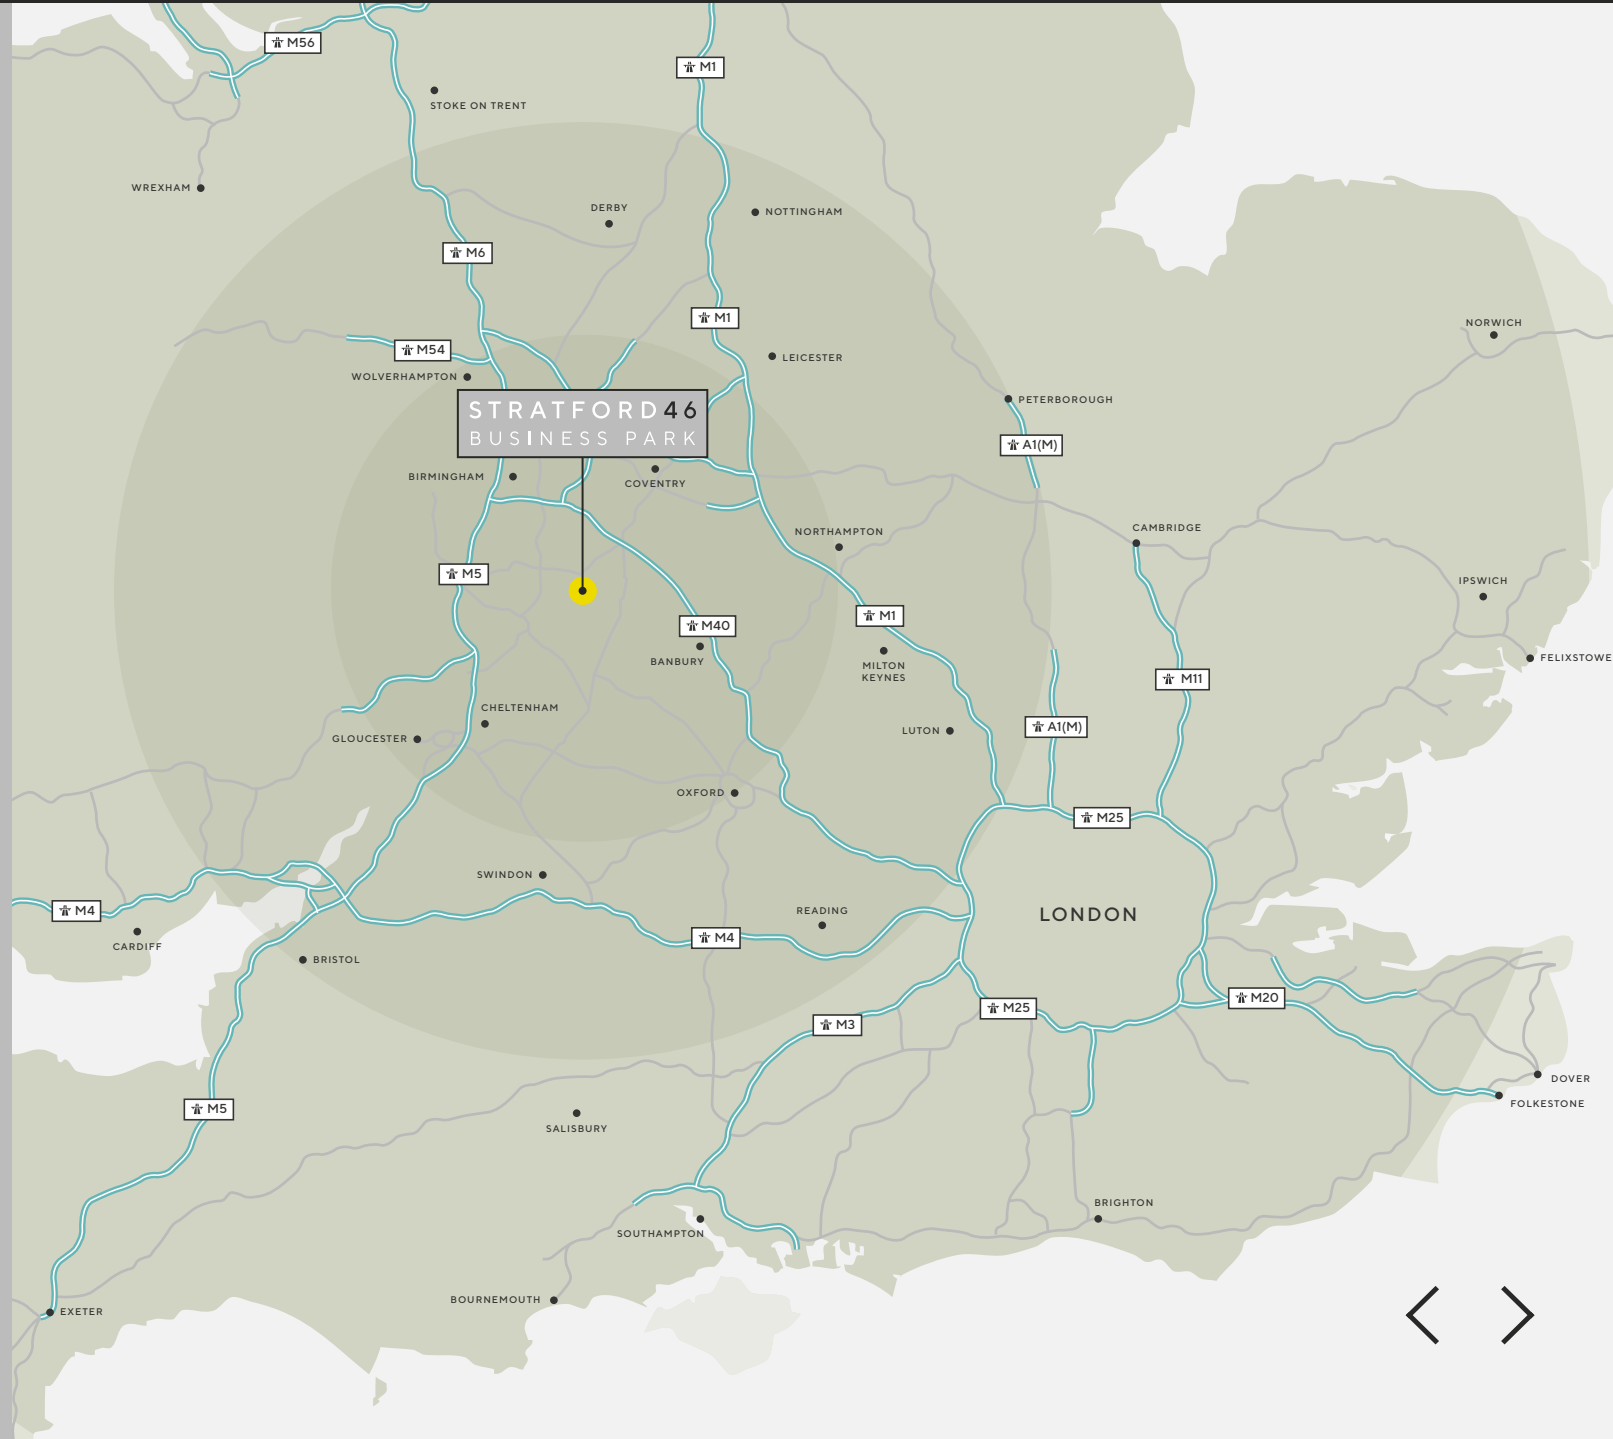 M56
M1
STOKE ON TRENT
WREXHAM
DERBY
NOTTINGHAM
M6
M1
NORWICH
M54
LEICESTER
WOLVERHAMPTON
PETERBOROUGH
STRATFORD46
BUSINESS PARK
A1(M)
BIRMINGHAM
COVENTRY
NORTHAMPTON
CAMBRIDGE
M5
IPSWICH
M1
M40
BANBURY
MILTON
KEYNES
FELIXSTOWE
M11
CHELTENHAM
GLOUCESTER
LUTON
A1(M)
OXFORD
M25
SWINDON
M4
READING
LONDON
CARDIFF
M4
BRISTOL
M20
M25
M3
DOVER
FOLKESTONE
M5
SALISBURY
BRIGHTON
SOUTHAMPTON
BOURNEMOUTH
EXETER